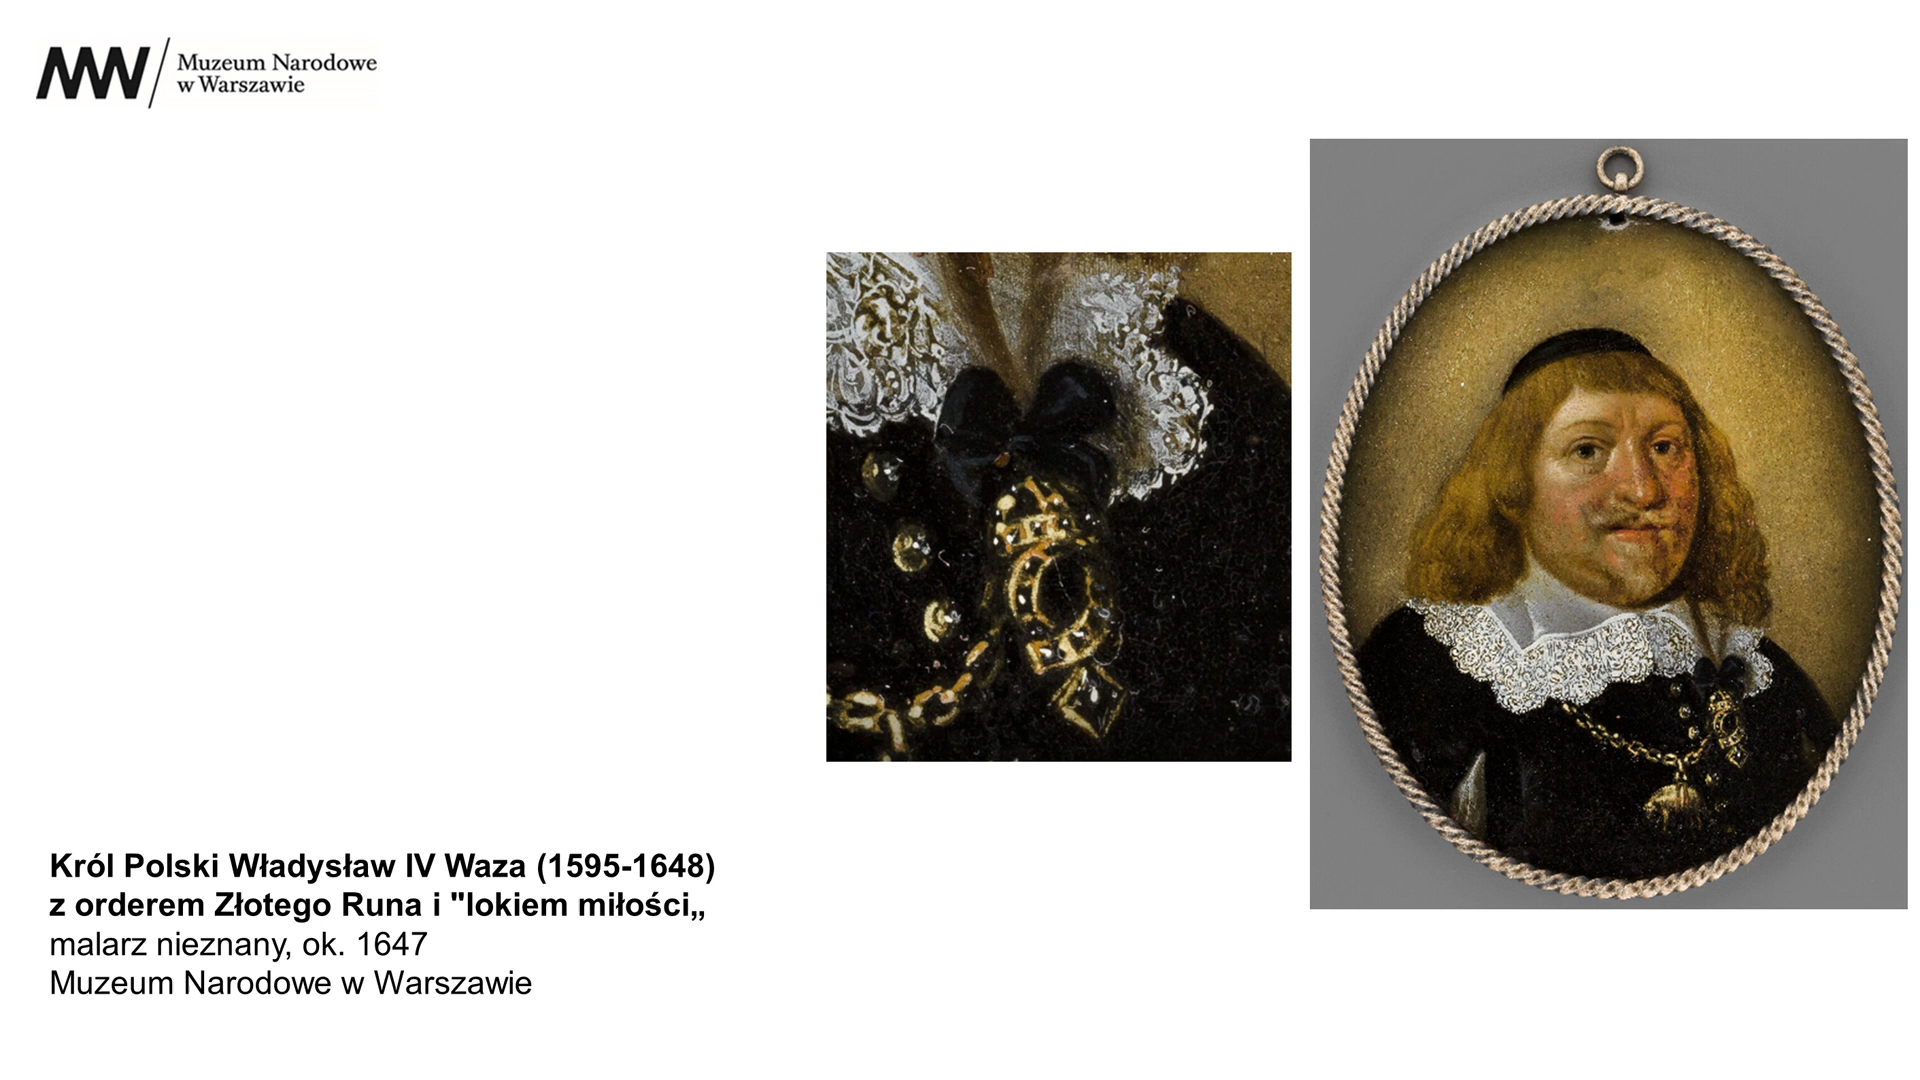 MW / Muzeum Narodowe
w Warszawie
Król Polski Władysław IV Waza (1595-1648)
z orderem Złotego Runa i "lokiem miłości„
malarz nieznany, ok. 1647
Muzeum Narodowe w Warszawie